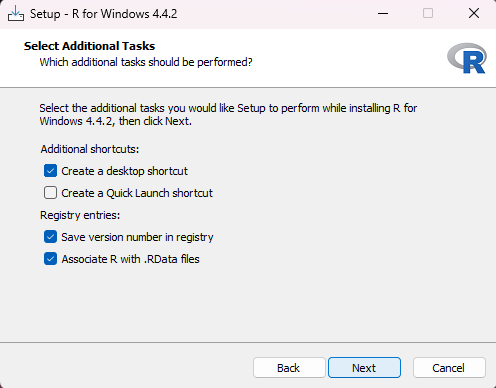 Setup - R for Windows 4.4.2
Select Additional Tasks
Which additional tasks should be performed?
R
Select the additional tasks you would like Setup to perform while installing R for
Windows 4.4.2, then click Next.
Additional shortcuts:
Create a desktop shortcut
Create a Quick Launch shortcut
Registry entries:
Save version number in registry
Associate R with .RData files
Back
Next
Cancel